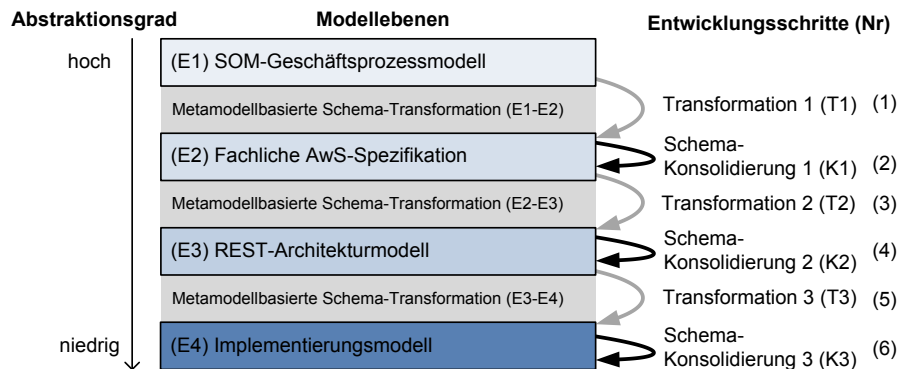 Abstraktionsgrad Modellebenen Entwicklungsschritte (Nr)
hoch
(E1) SOM-Geschäftsprozessmodell
Metamodellbasierte Schema-Transformation (E1-E2)
Transformation 1 (T1) (1)
(E2) Fachliche AwS-Spezifikation
Schema-
Konsolidierung 1 (K1) (2)
Metamodellbasierte Schema-Transformation (E2-E3)
Transformation 2 (T2) (3)
(E3) REST-Architekturmodell
Schema-
Konsolidierung 2 (K2) (4)
Metamodellbasierte Schema-Transformation (E3-E4)
Transformation 3 (T3) (5)
niedrig
(E4) Implementierungsmodell
Schema-
Konsolidierung 3 (K3) (6)